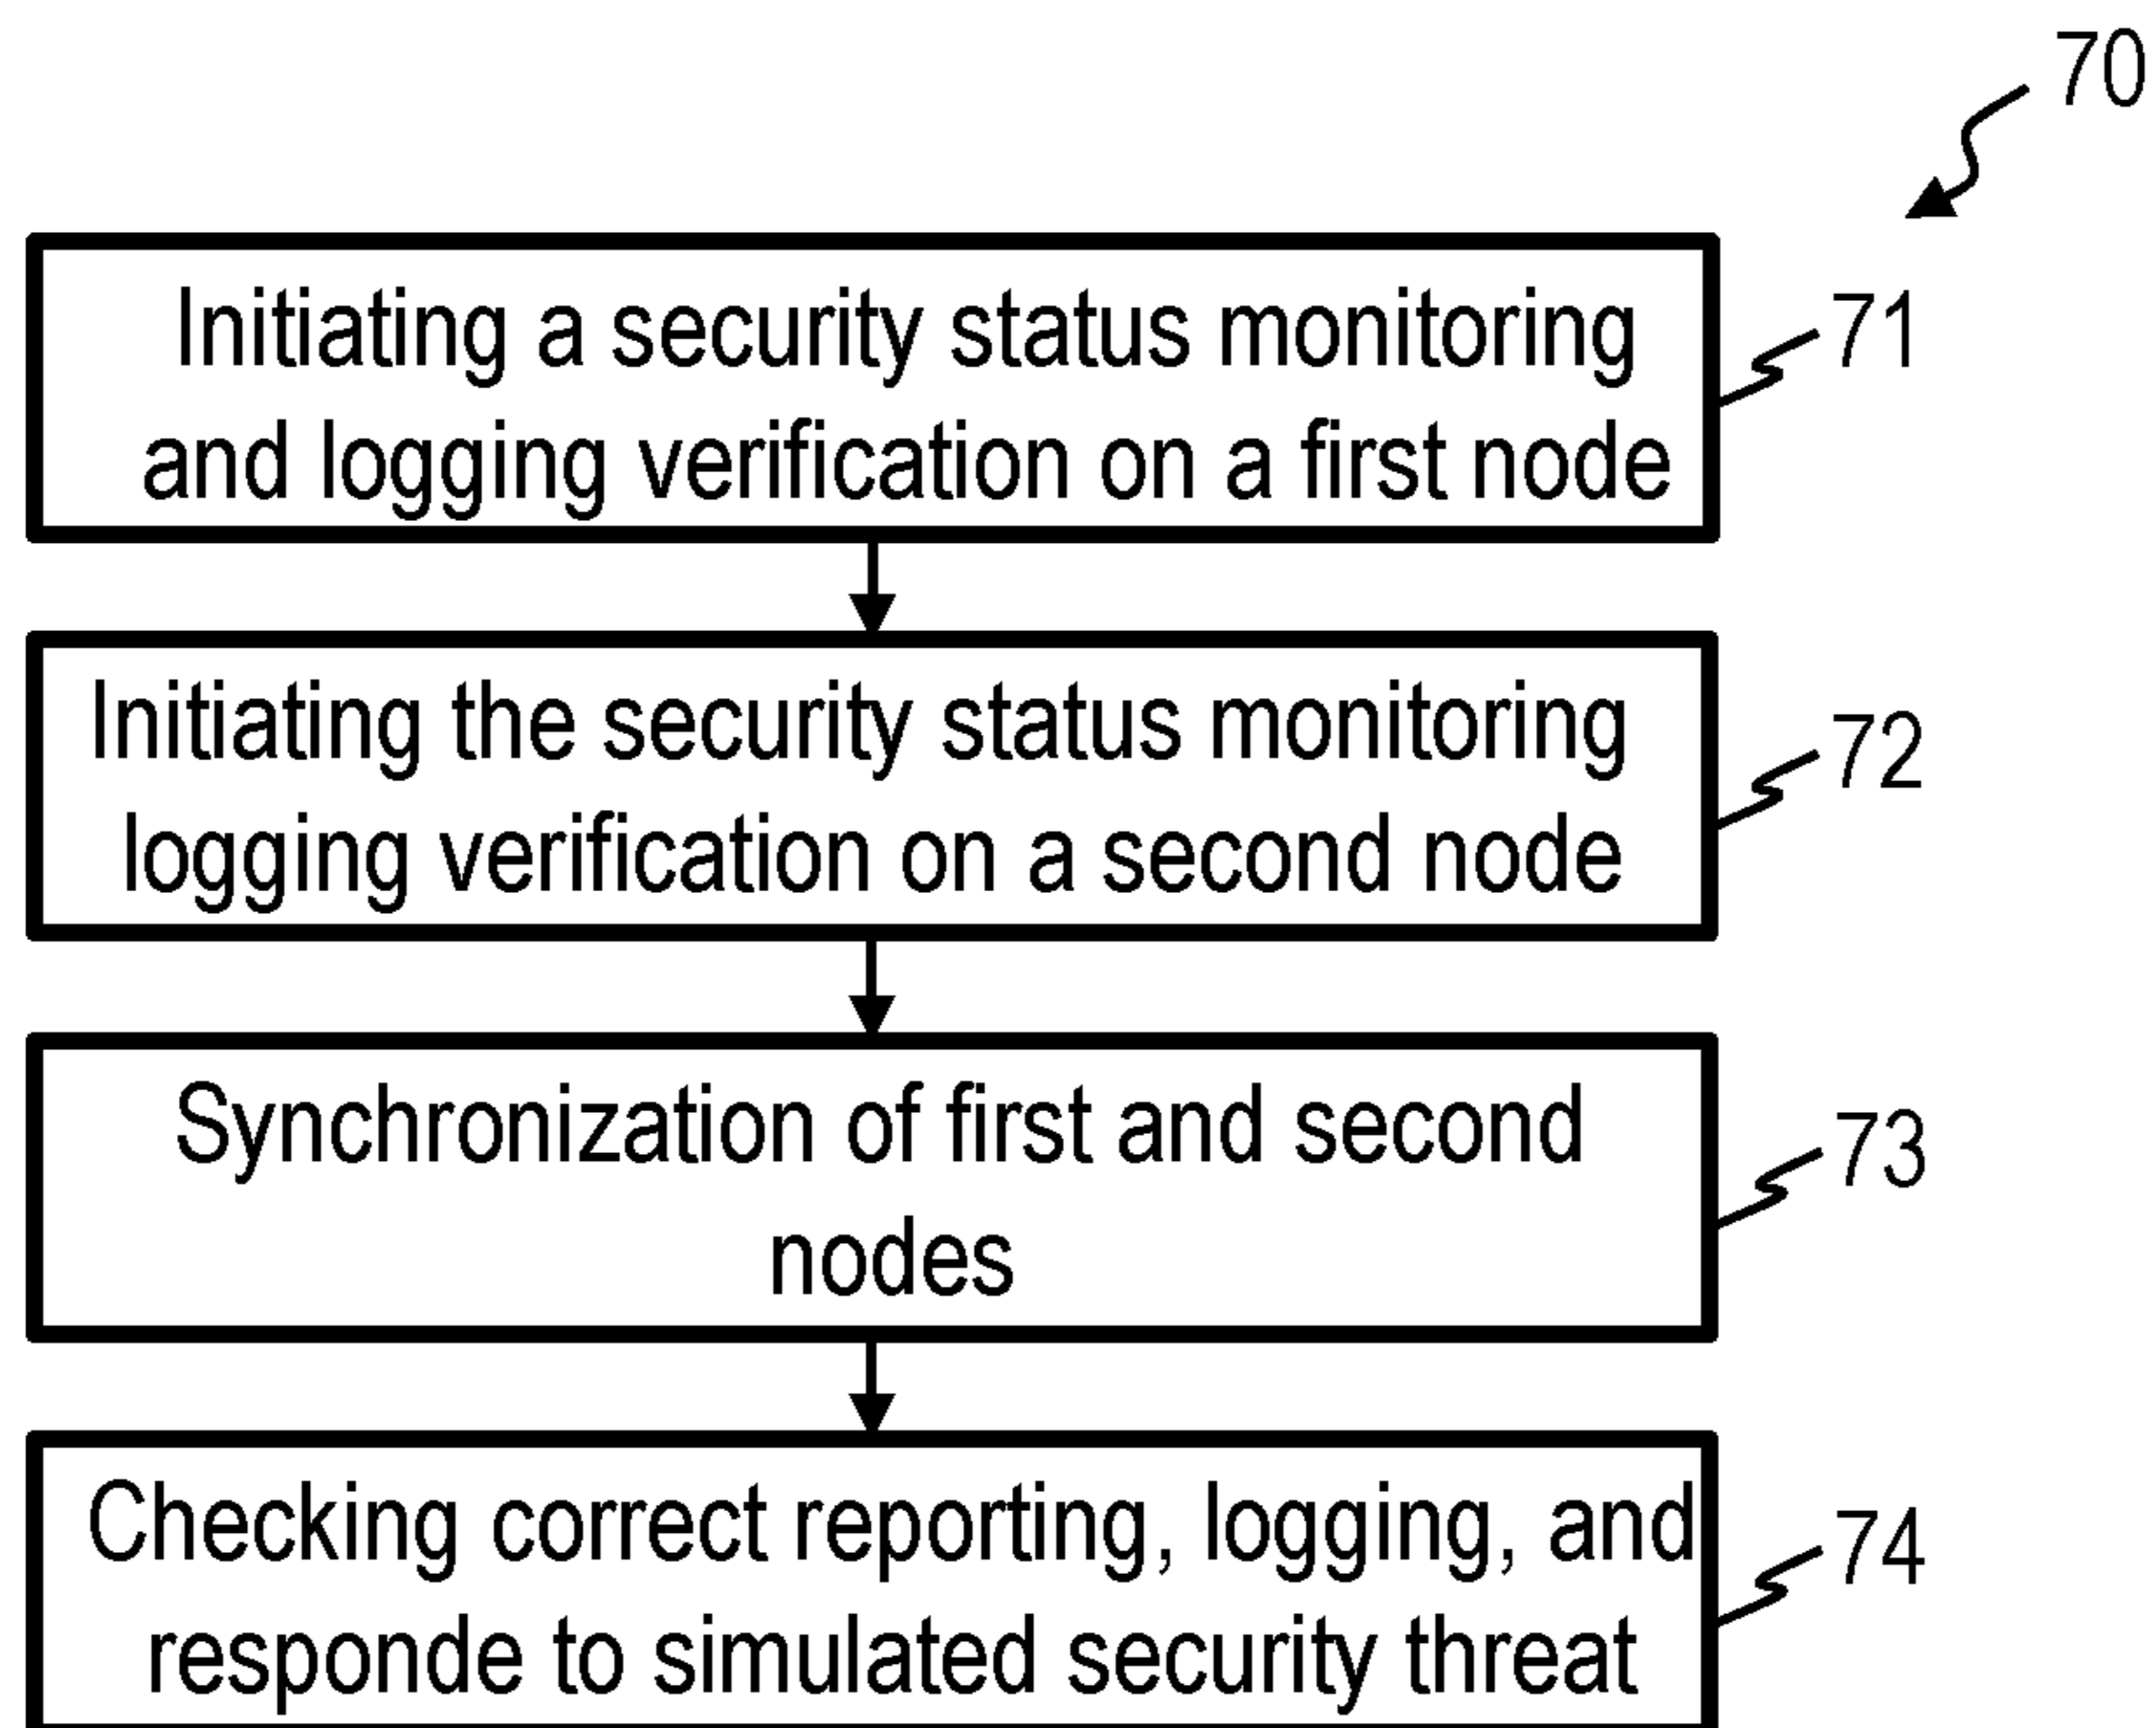 70
Initiating a security status monitoring
and logging verification on a first node
71
Initiating the security status monitoring
logging verification on a second node
72
Synchronization of first and second
nodes
73
Checking correct reporting, logging, and
responde to simulated security threat
74